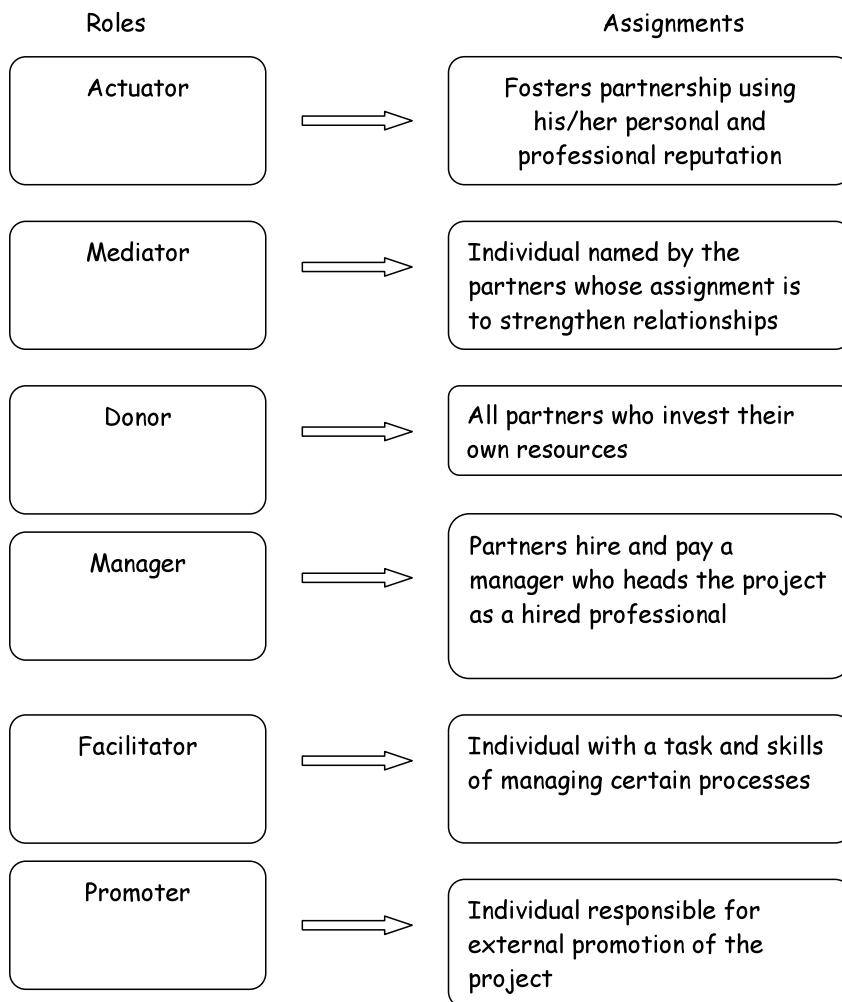 Roles
Assignments
Actuator
Fosters partnership using
his/her personal and
professional reputation
Mediator
Individual named by the
partners whose assignment is
to strengthen relationships
Donor
All partners who invest their
own resources
Manager
Partners hire and pay a
manager who heads the project
as a hired professional
Facilitator
Individual with a task and skills
of managing certain processes
Promoter
Individual responsible for
external promotion of the
project